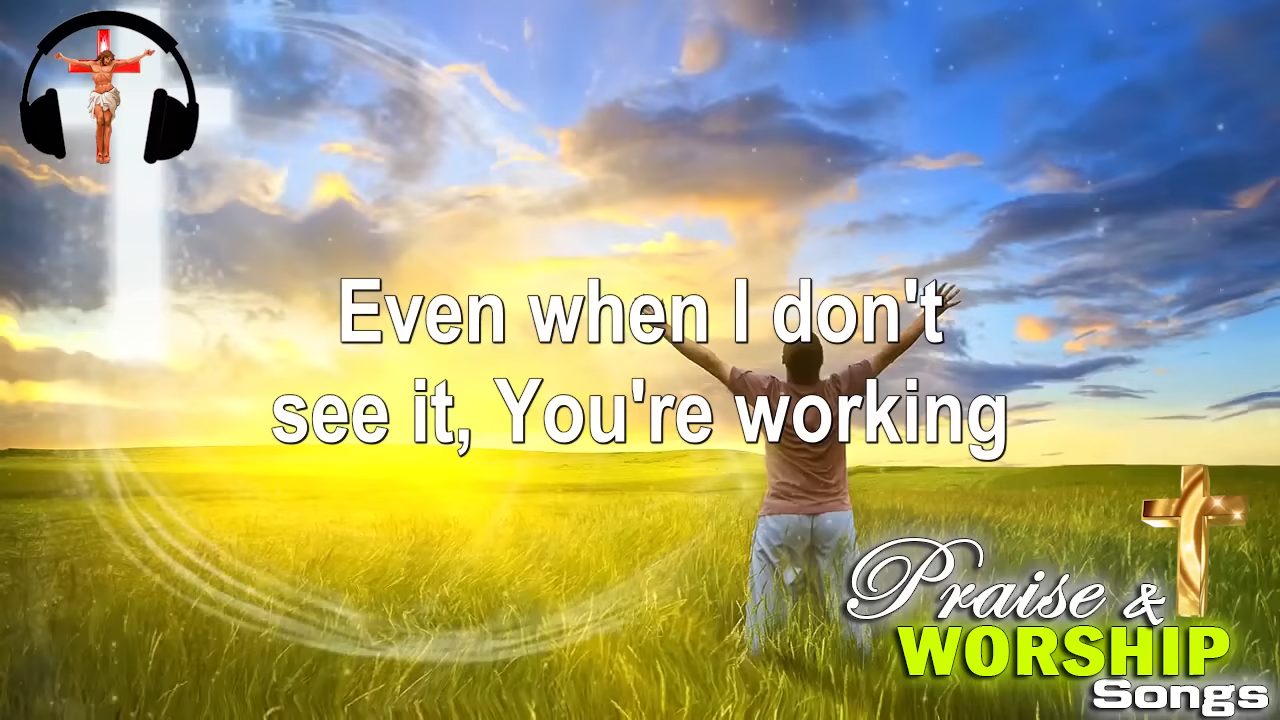 Even when I don't
see it, You're working
Praise &
WORSHIP
Songs